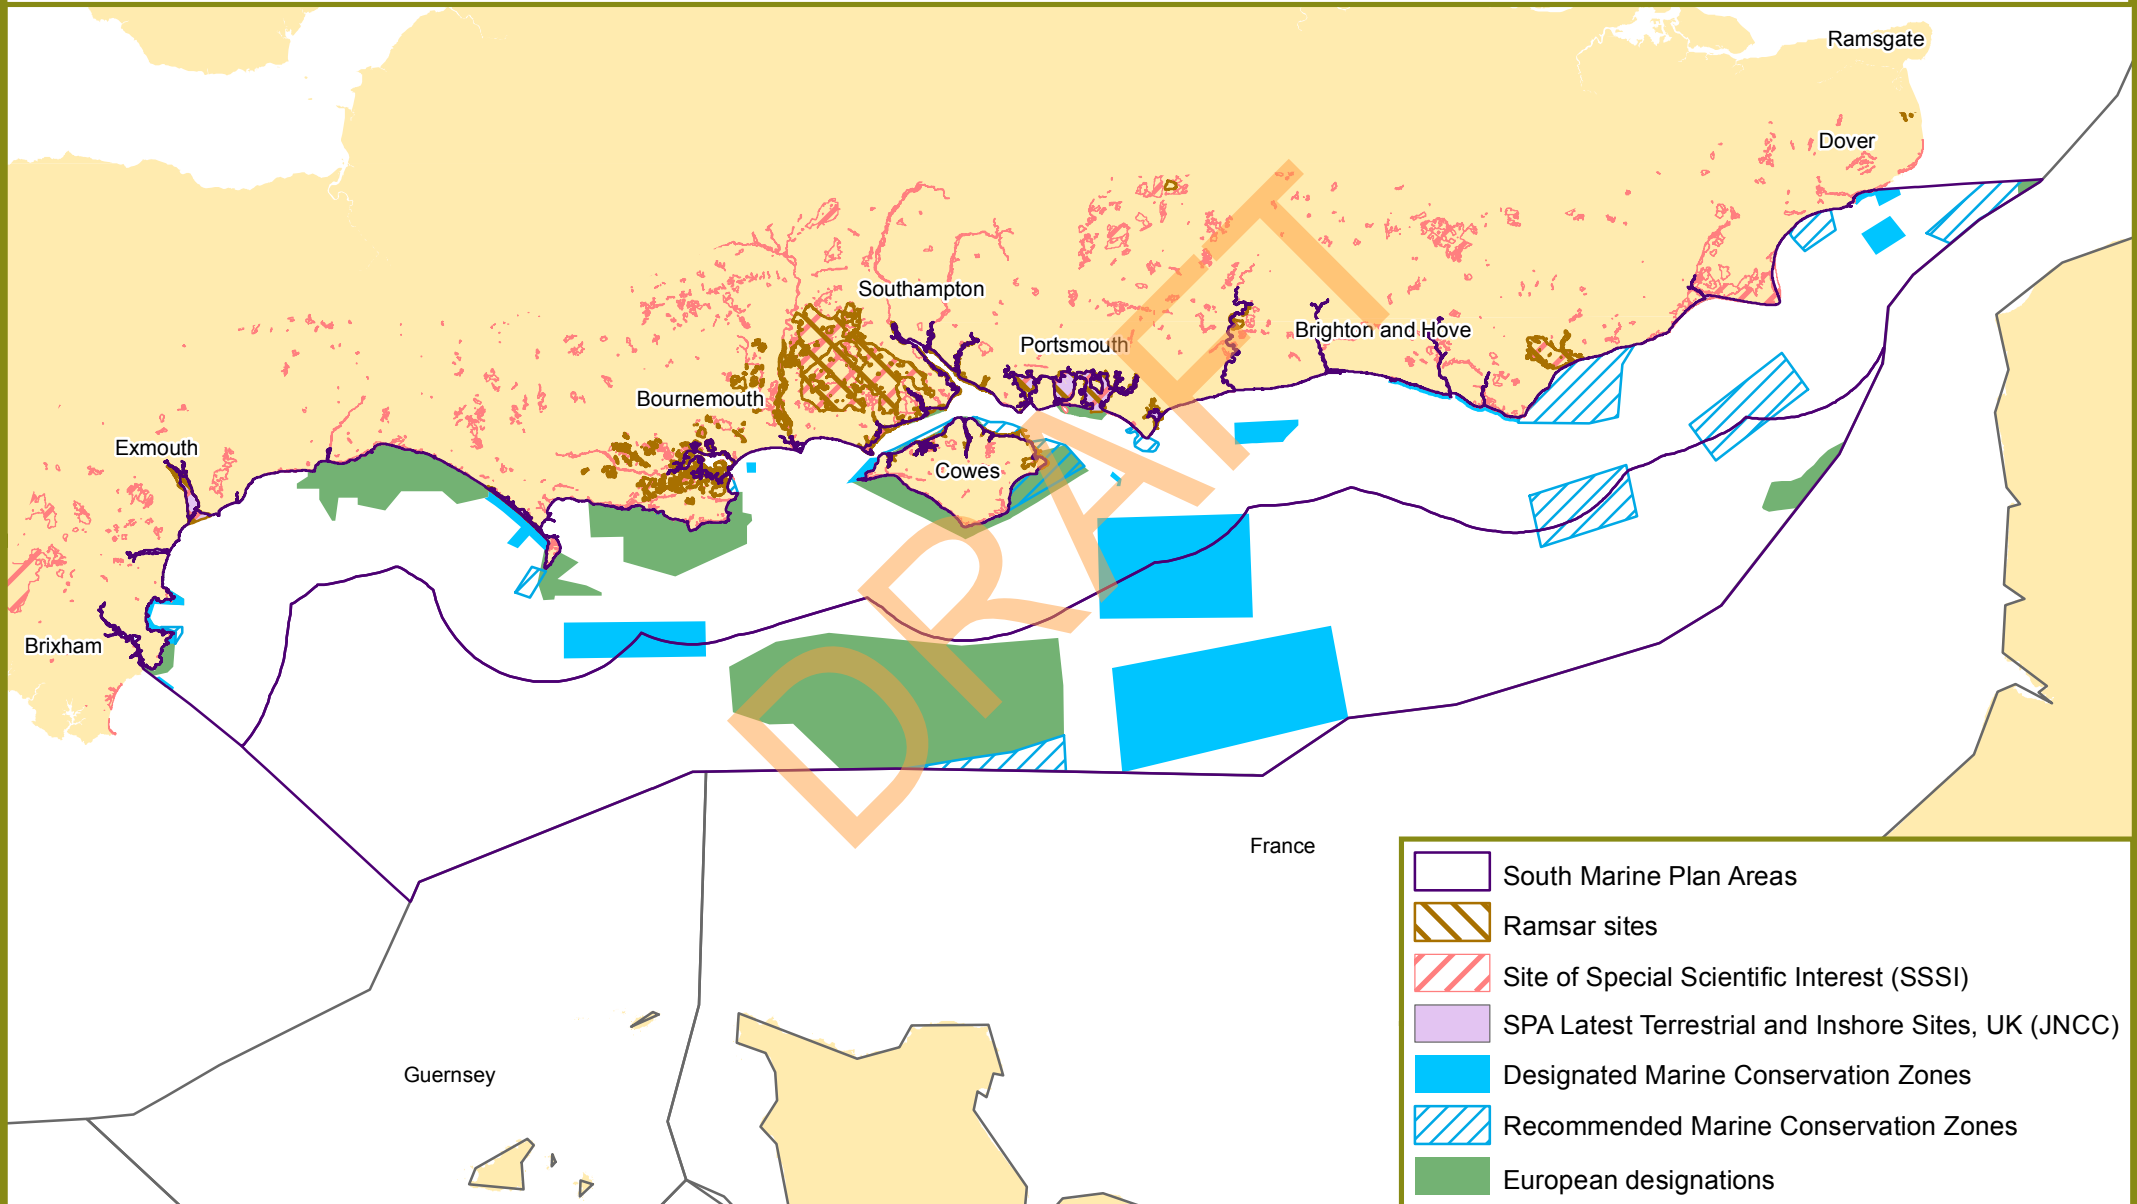 Ramsgate
Dover
Southampton
Brighton and Hove
Portsmouth
Bournemouth
Exmouth
Cowes
Brixham
DRAFT
France
Guernsey
South Marine Plan Areas
Ramsar sites
Site of Special Scientific Interest (SSSI)
SPA Latest Terrestrial and Inshore Sites, UK (JNCC)
Designated Marine Conservation Zones
Recommended Marine Conservation Zones
European designations